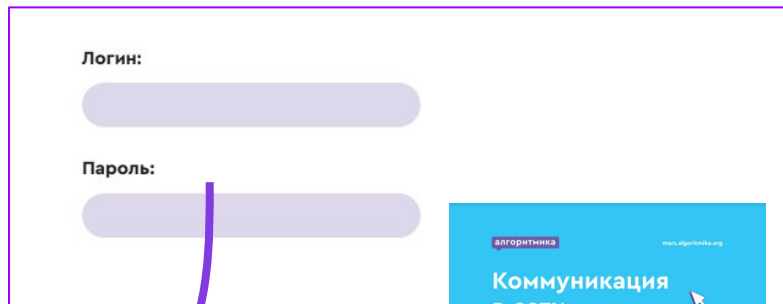 Логин:
Пароль:
алгоритмика
mars.algoritmika.org
Коммуникация